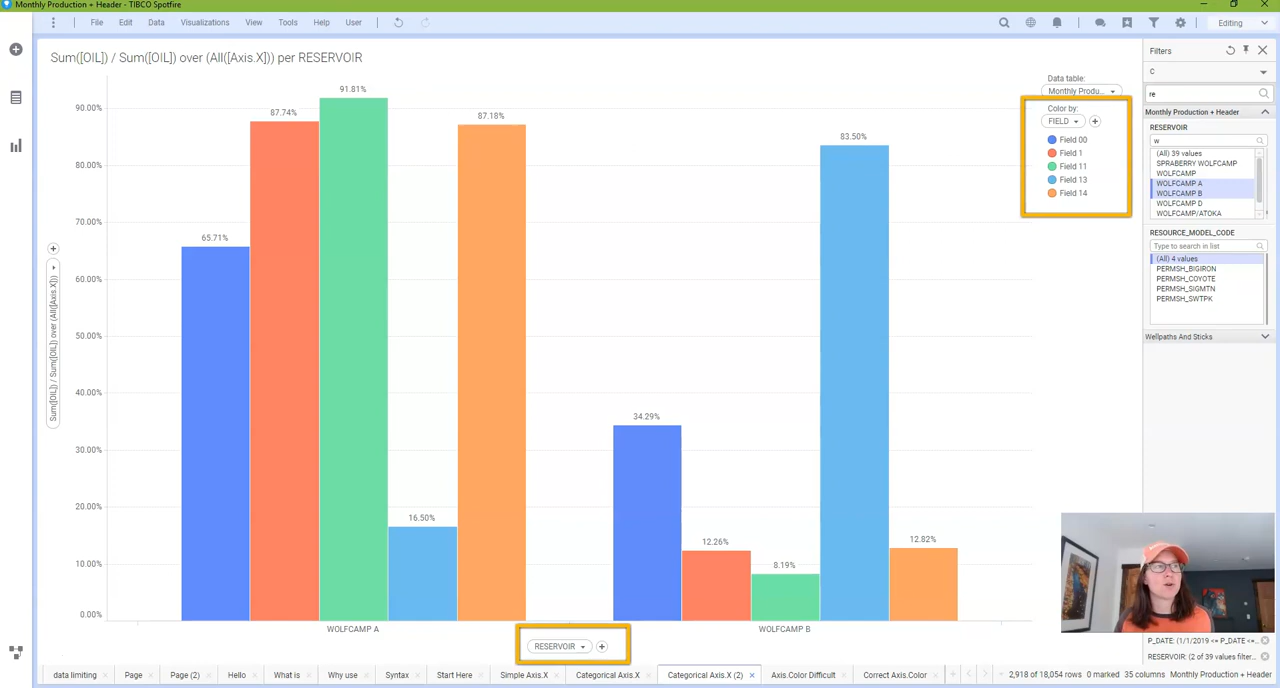 Monthly Production + Header - TIBCO Spotfire
File Edit Data Visualizations View Tools Help User Editing
Sum([OIL]) / Sum([OIL]) over (All([Axis.X])) per RESERVOIR
Sum([OIL]) / Sum([OIL]) over (All([Axis.X]))
90.00%
80.00%
70.00%
60.00%
50.00%
40.00%
30.00%
20.00%
10.00%
0.00%
65.71%
87.74%
91.81%
16.50%
87.18%
34.29%
12.26%
8.19%
83.50%
12.82%
WOLFCAMP A
WOLFCAMP B
RESERVOIR
Data table:
Monthly Produ...
Color by:
FIELD
Field 00
Field 1
Field 11
Field 13
Field 14
Filters
C
re
Monthly Production + Header
RESERVOIR
w
(All) 39 values
SPRABERRY WOLFCAMP
WOLFCAMP
WOLFCAMP A
WOLFCAMP B
WOLFCAMP D
WOLFCAMP/ATOKA
RESOURCE_MODEL_CODE
Type to search in list
(All) 4 values
PERMSH_BIGIRON
PERMSH_COYOTE
PERMSH_SIGMTN
PERMSH_SWTPK
Wellpaths And Sticks
P_DATE: (1/1/2019 <= P_DATE <=...
RESERVOIR: (2 of 39 values filter...
data limiting Page Page (2) Hello What is Why use Syntax Start Here Simple Axis.X Categorical Axis.X Categorical Axis.X (2) Axis.Color Difficult Correct Axis.Color
2,918 of 18,054 rows 0 marked 35 columns Monthly Production + Header